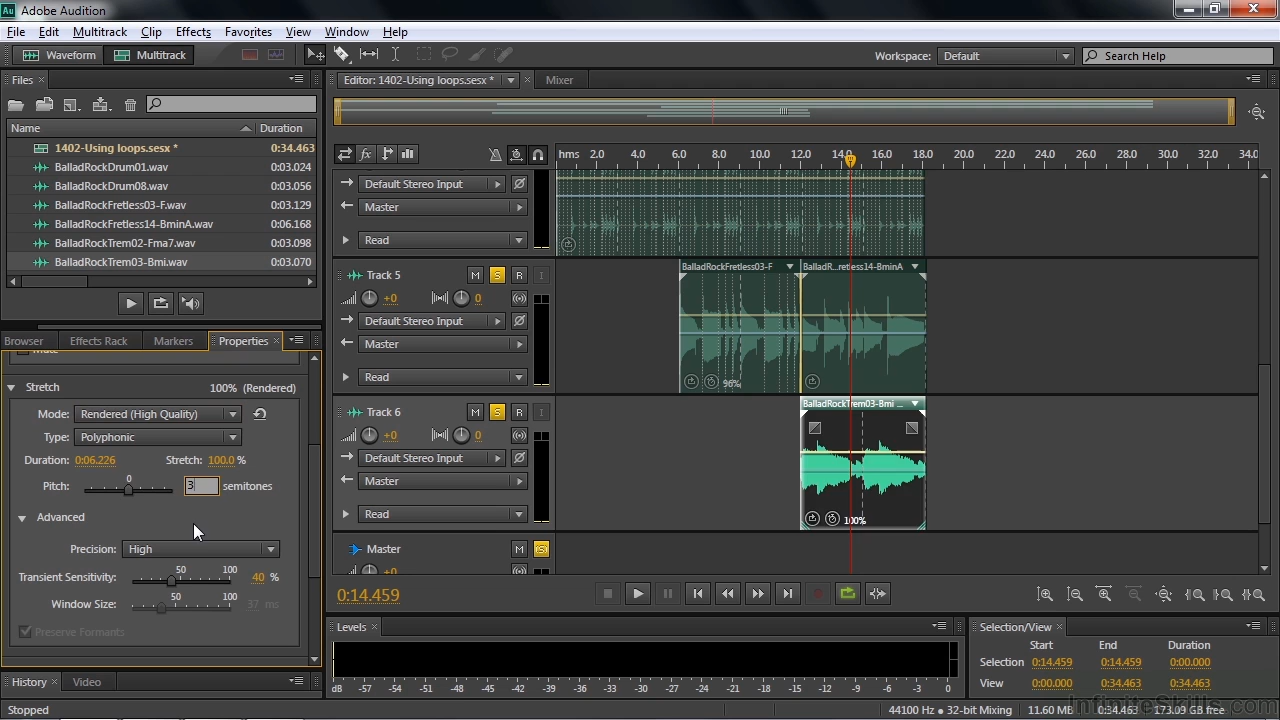 Au Adobe Audition
File Edit Multitrack Clip Effects Favorites View Window Help
Waveform Multitrack Workspace: Default Search Help
Files × Editor: 1402-Using loops.sesx * × Mixer
Name Duration
1402-Using loops.sesx * 0:34.463
BalladRockDrum01.wav 0:03.024
BalladRockDrum08.wav 0:03.056
BalladRockFretless03-F.wav 0:03.129
BalladRockFretless14-BminA.wav 0:06.168
BalladRockTrem02-Fma7.wav 0:03.098
BalladRockTrem03-Bmi.wav 0:03.070
fx
hms 2.0 4.0 6.0 8.0 10.0 12.0 14.0 16.0 18.0 20.0 22.0 24.0 26.0 28.0 30.0 32.0 34.0
Default Stereo Input
Master
Read
Track 5 M S R I
+0 0
Default Stereo Input
Master
Read
BalladRockFretless03-F BalladR...retless14-BminA
96%
Track 6 M S R I
+0 0
Default Stereo Input
Master
Read
BalladRockTrem03-Bmi ...
100%
Master M S
+0
Browser Effects Rack Markers Properties ×
Mute
Stretch 100% (Rendered)
Mode: Rendered (High Quality)
Type: Polyphonic
Duration: 0:06.226 Stretch: 100.0 %
Pitch: 0 3 semitones
Advanced
Precision: High
Transient Sensitivity: 50 100 40 %
Window Size: 50 100 37 ms
Preserve Formants
0:14.459
History × Video
Levels ×
dB -57 -54 -51 -48 -45 -42 -39 -36 -33 -30 -27 -24 -21 -18 -15 -12 -9 -6 -3 0
Selection/View ×
Start End Duration
Selection 0:14.459 0:14.459 0:00.000
View 0:00.000 0:34.463 0:34.463
Stopped 44100 Hz • 32-bit Mixing 11.60 MB 0:34.463 173.09 GB free
InfiniteSkills.com